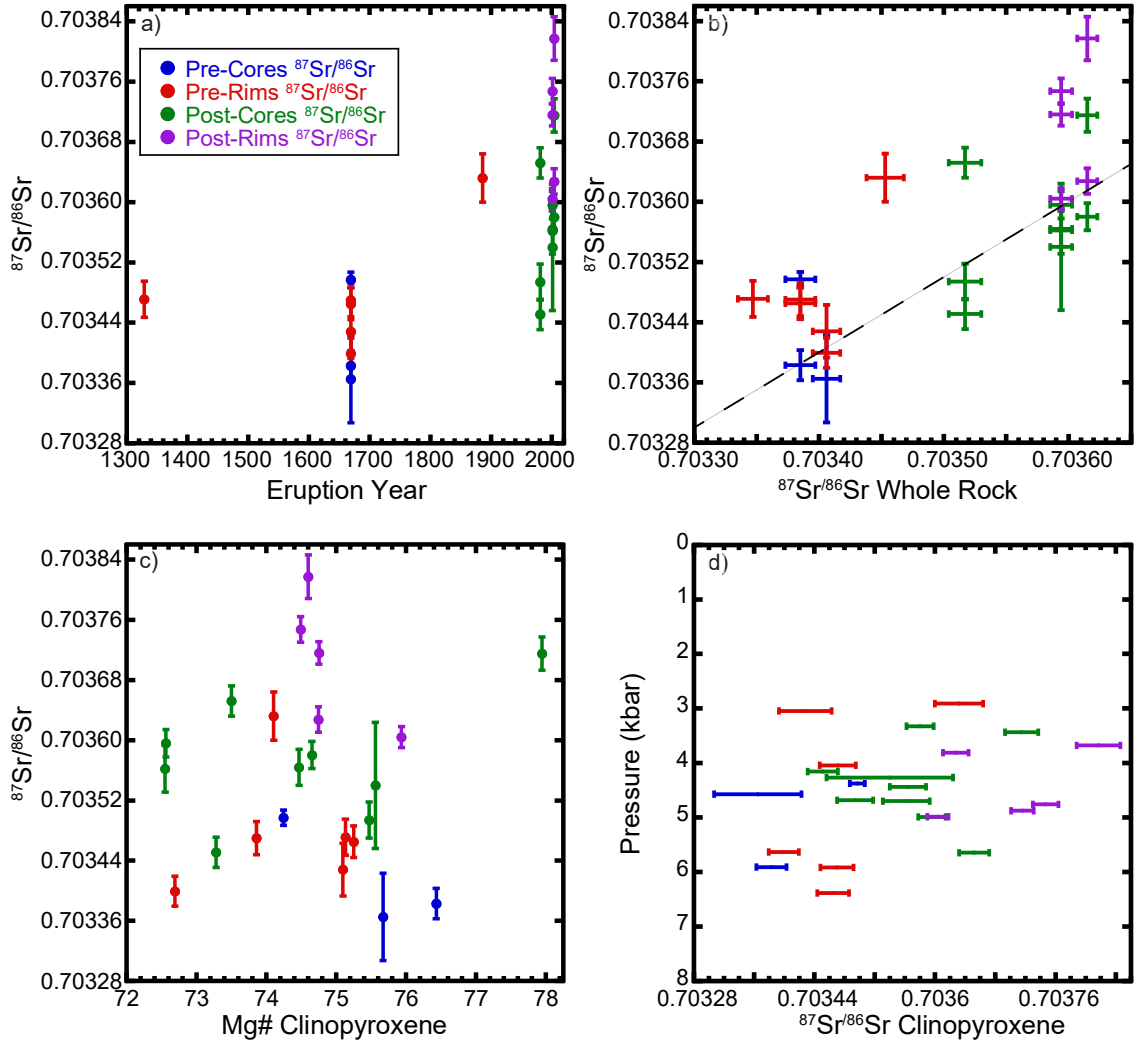 a)
0.70384
0.70376
0.70368
0.70360
0.70352
0.70344
0.70336
0.70328
⁸⁷Sr/⁸⁶Sr
Pre-Cores ⁸⁷Sr/⁸⁶Sr
Pre-Rims ⁸⁷Sr/⁸⁶Sr
Post-Cores ⁸⁷Sr/⁸⁶Sr
Post-Rims ⁸⁷Sr/⁸⁶Sr
1300 1400 1500 1600 1700 1800 1900 2000
Eruption Year
b)
0.70384
0.70376
0.70368
0.70360
0.70352
0.70344
0.70336
0.70328
⁸⁷Sr/⁸⁶Sr
0.70330 0.70340 0.70350 0.70360
⁸⁷Sr/⁸⁶Sr Whole Rock
c)
0.70384
0.70376
0.70368
0.70360
0.70352
0.70344
0.70336
0.70328
⁸⁷Sr/⁸⁶Sr
72 73 74 75 76 77 78
Mg# Clinopyroxene
d)
0
1
2
3
4
5
6
7
8
Pressure (kbar)
0.70328 0.70344 0.7036 0.70376
⁸⁷Sr/⁸⁶Sr Clinopyroxene